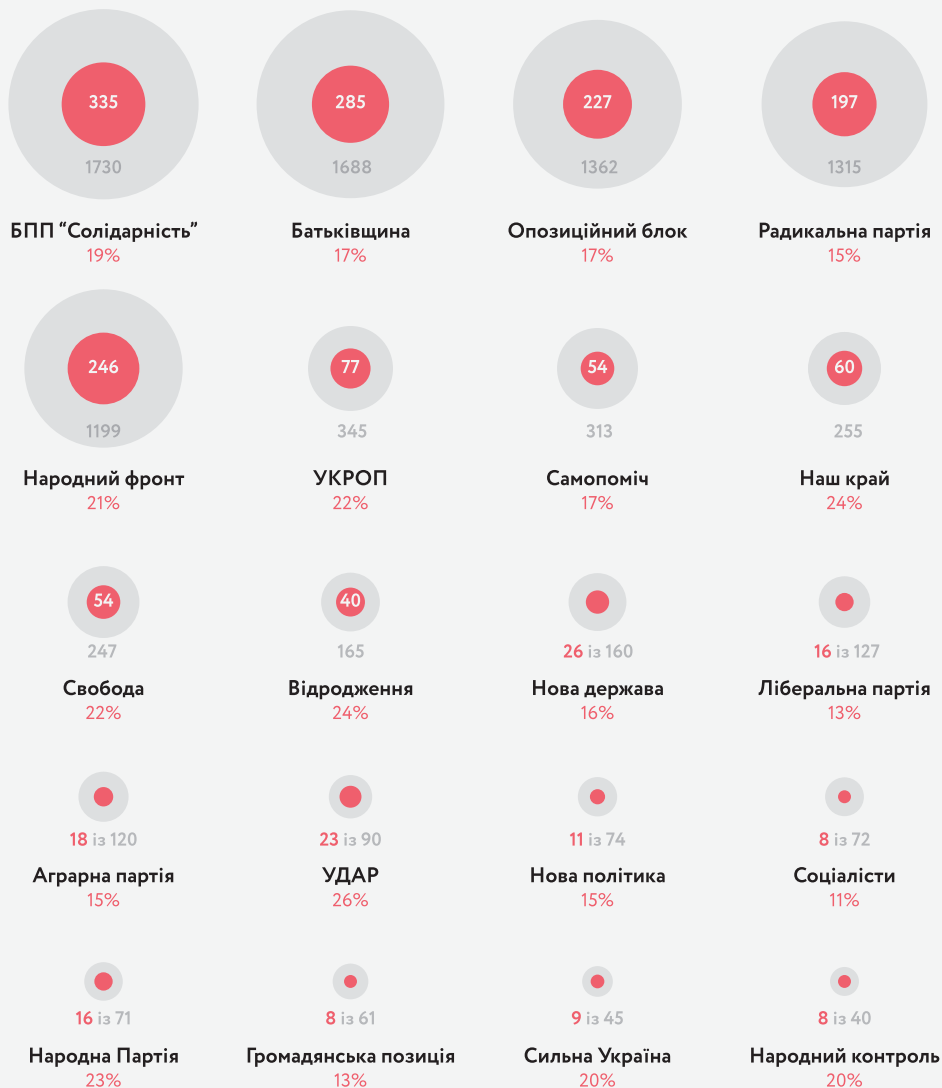 335
1730
БПП “Солідарність”
19%
285
1688
Батьківщина
17%
227
1362
Опозиційний блок
17%
197
1315
Радикальна партія
15%
246
1199
Народний фронт
21%
77
345
УКРОП
22%
54
313
Самопоміч
17%
60
255
Наш край
24%
54
247
Свобода
22%
40
165
Відродження
24%
26 із 160
Нова держава
16%
16 із 127
Ліберальна партія
13%
18 із 120
Аграрна партія
15%
23 із 90
УДАР
26%
11 із 74
Нова політика
15%
8 із 72
Соціалісти
11%
16 із 71
Народна Партія
23%
8 із 61
Громадянська позиція
13%
9 із 45
Сильна Україна
20%
8 із 40
Народний контроль
20%